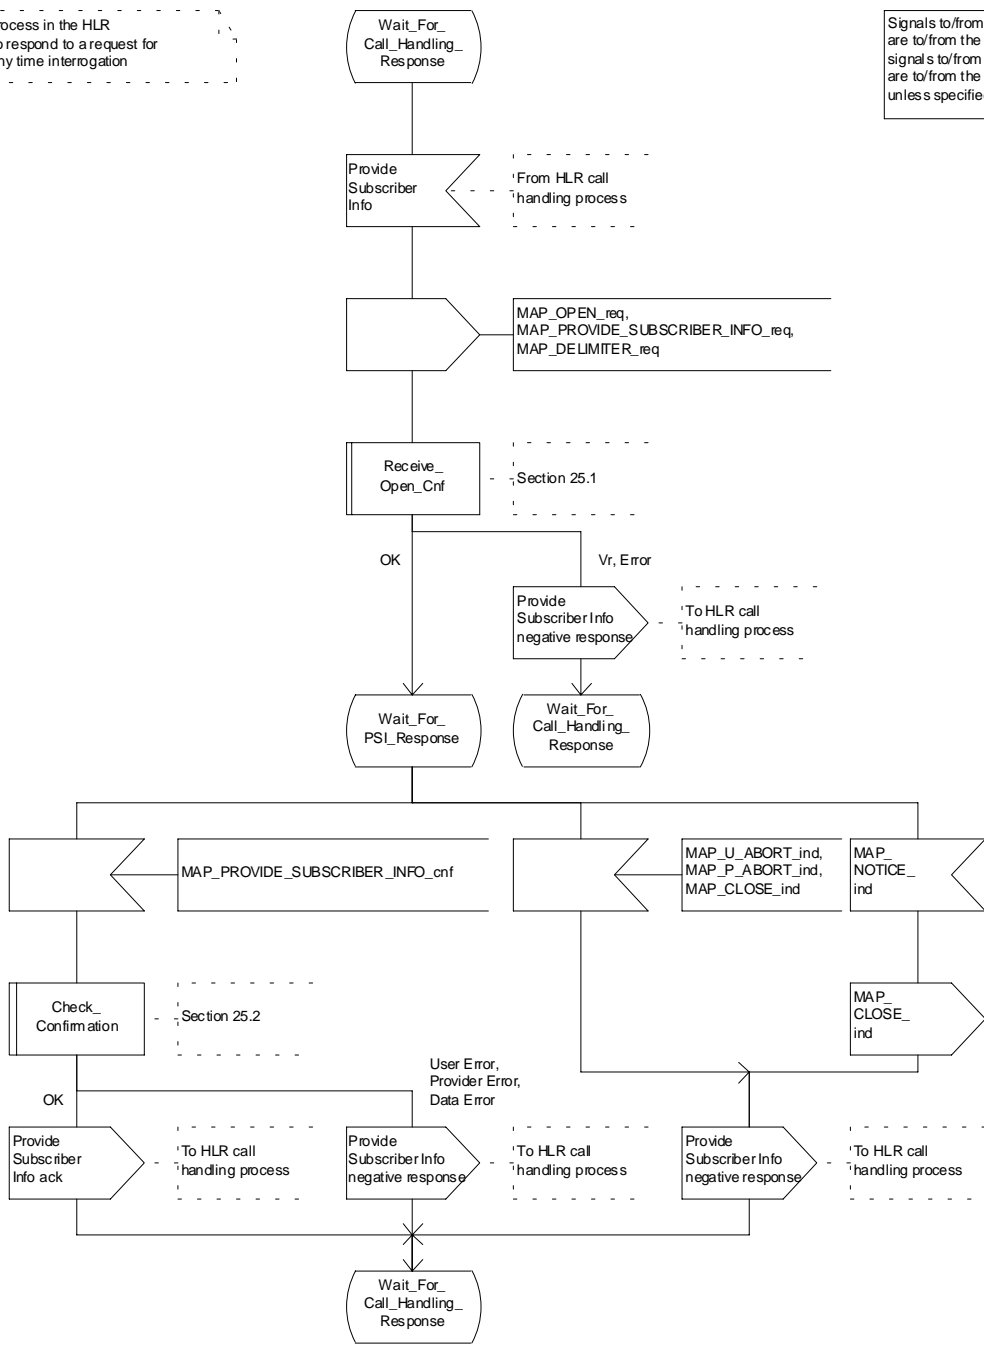 rocess in the HLR
o respond to a request for
ny time interrogation
Wait_For_
Call_Handling_
Response
Signals to/from
are to/from the
signals to/from
are to/from the
unless specifie
Provide
Subscriber
Info
From HLR call
handling process
MAP_OPEN_req,
MAP_PROVIDE_SUBSCRIBER_INFO_req,
MAP_DELIMITER_req
Receive_
Open_Cnf
Section 25.1
OK
Vr, Error
Provide
Subscriber Info
negative response
To HLR call
handling process
Wait_For_
PSI_Response
Wait_For_
Call_Handling_
Response
MAP_PROVIDE_SUBSCRIBER_INFO_cnf
MAP_U_ABORT_ind,
MAP_P_ABORT_ind,
MAP_CLOSE_ind
MAP_
NOTICE_
ind
Check_
Confirmation
Section 25.2
MAP_
CLOSE_
ind
OK
User Error,
Provider Error,
Data Error
Provide
Subscriber
Info ack
To HLR call
handling process
Provide
Subscriber Info
negative response
To HLR call
handling process
Provide
Subscriber Info
negative response
To HLR call
handling process
Wait_For_
Call_Handling_
Response